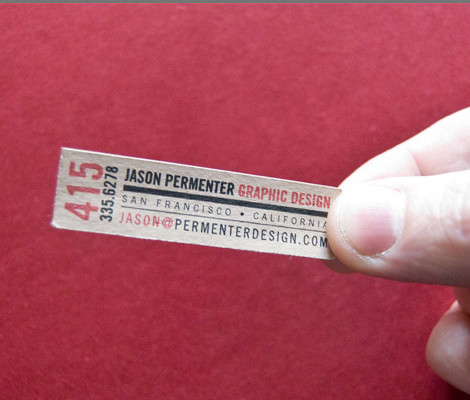 415
335.6278
JASON PERMENTER GRAPHIC DESIGN
SAN FRANCISCO • CALIFORNIA
JASON@PERMENTERDESIGN.COM